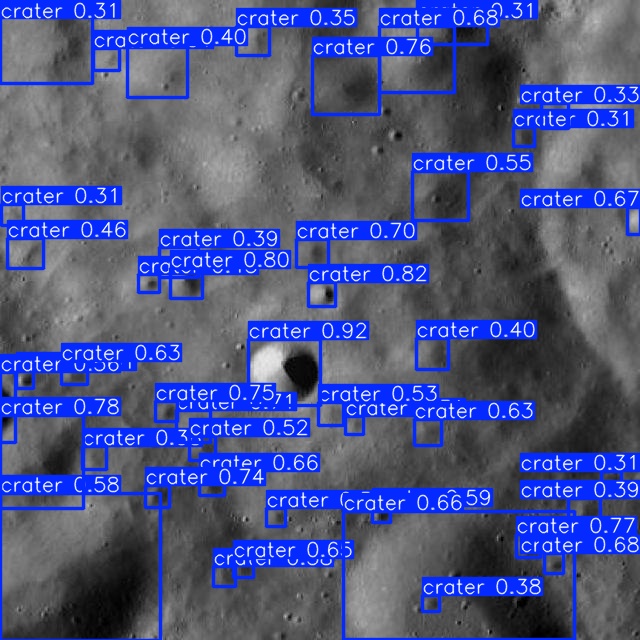 crater 0.31
crater 0.35
crater 0.68
0.31
crater 0.40
crater 0.76
crater 0.33
crater 0.31
crater 0.55
crater 0.31
crater 0.67
crater 0.46
crater 0.70
crater 0.39
crater 0.80
crater 0.82
crater 0.92
crater 0.40
crater 0.63
crater 0.75
crater 0.53
crater 0.78
crater
crater 0.63
crater 0.52
crater 0.66
crater 0.31
crater 0.74
crater 0.58
crater 0.39
crater
crater 0.66
crater 0.77
crater 0.68
crater 0.65
crater 0.38